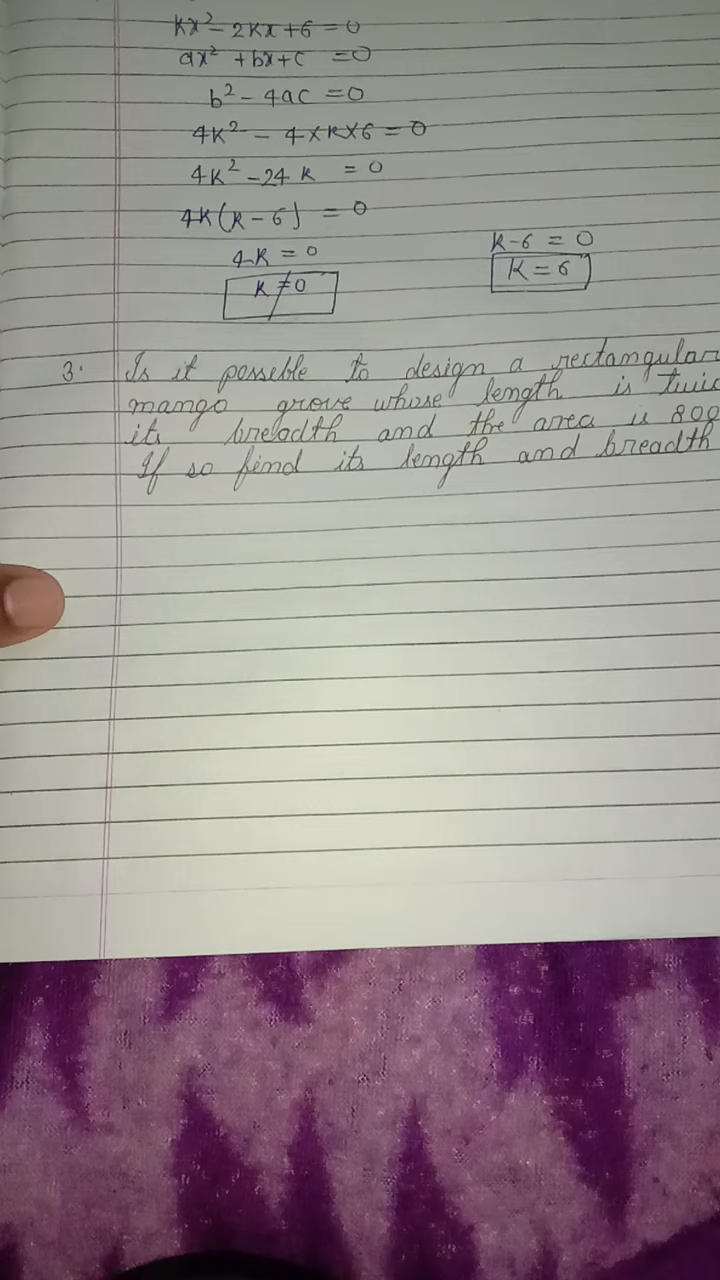 kx² - 2kx + 6 = 0
ax² + bx + c = 0
b² - 4ac = 0
4k² - 4×k×6 = 0
4k² - 24k = 0
4k(k - 6) = 0
4k = 0 k - 6 = 0
k ≠ 0 k = 6
3. Is it possible to design a rectangular
mango grove whose length is twic
its breadth and the area is 800
If so find its length and breadth